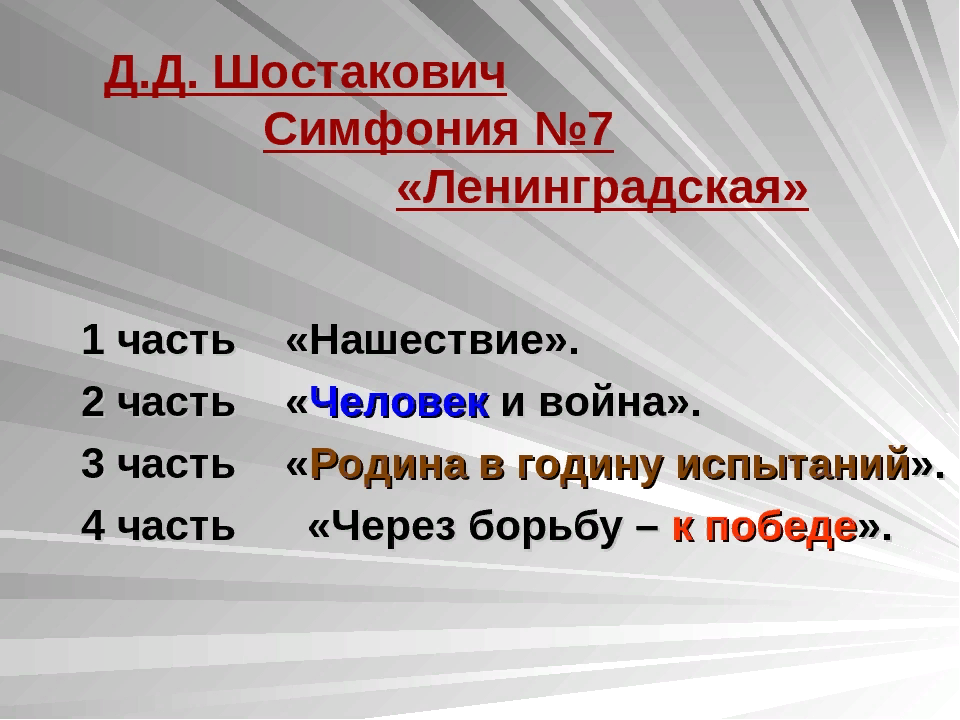 Д.Д. Шостакович
Симфония №7
«Ленинградская»
1 часть «Нашествие».
2 часть «Человек и война».
3 часть «Родина в годину испытаний».
4 часть «Через борьбу – к победе».